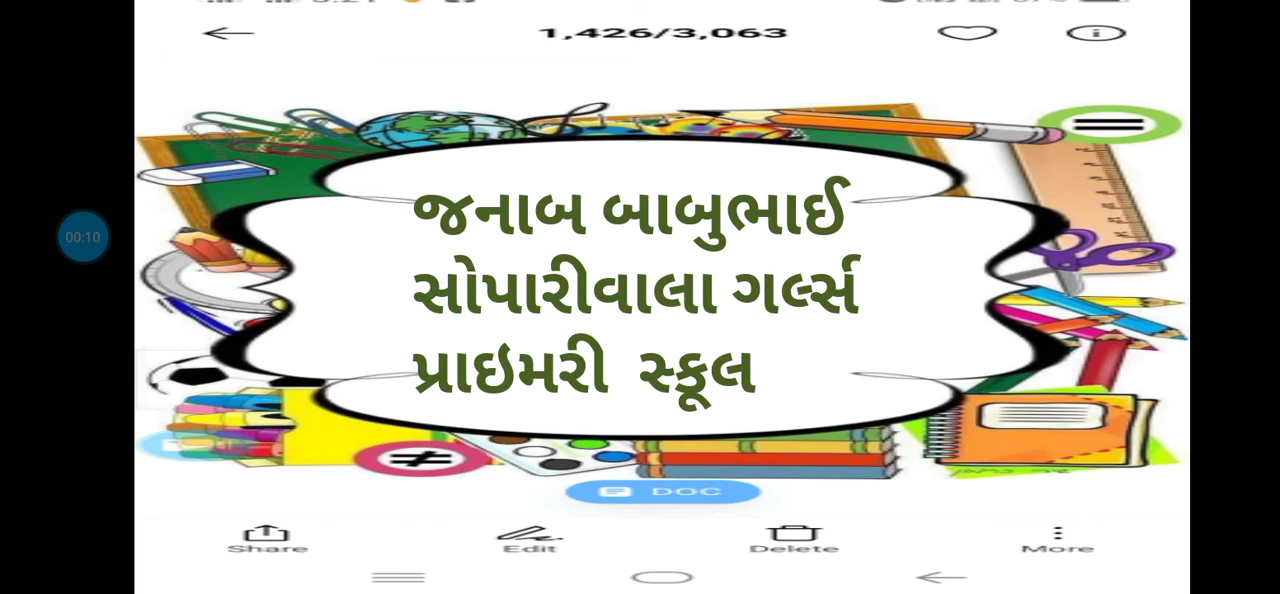 1,426/3,063
00:10
જનાબ બાબુભાઈ
સોપારીવાલા ગર્લ્સ
પ્રાઇમરી સ્કૂલ
DOC
Share Edit Delete More